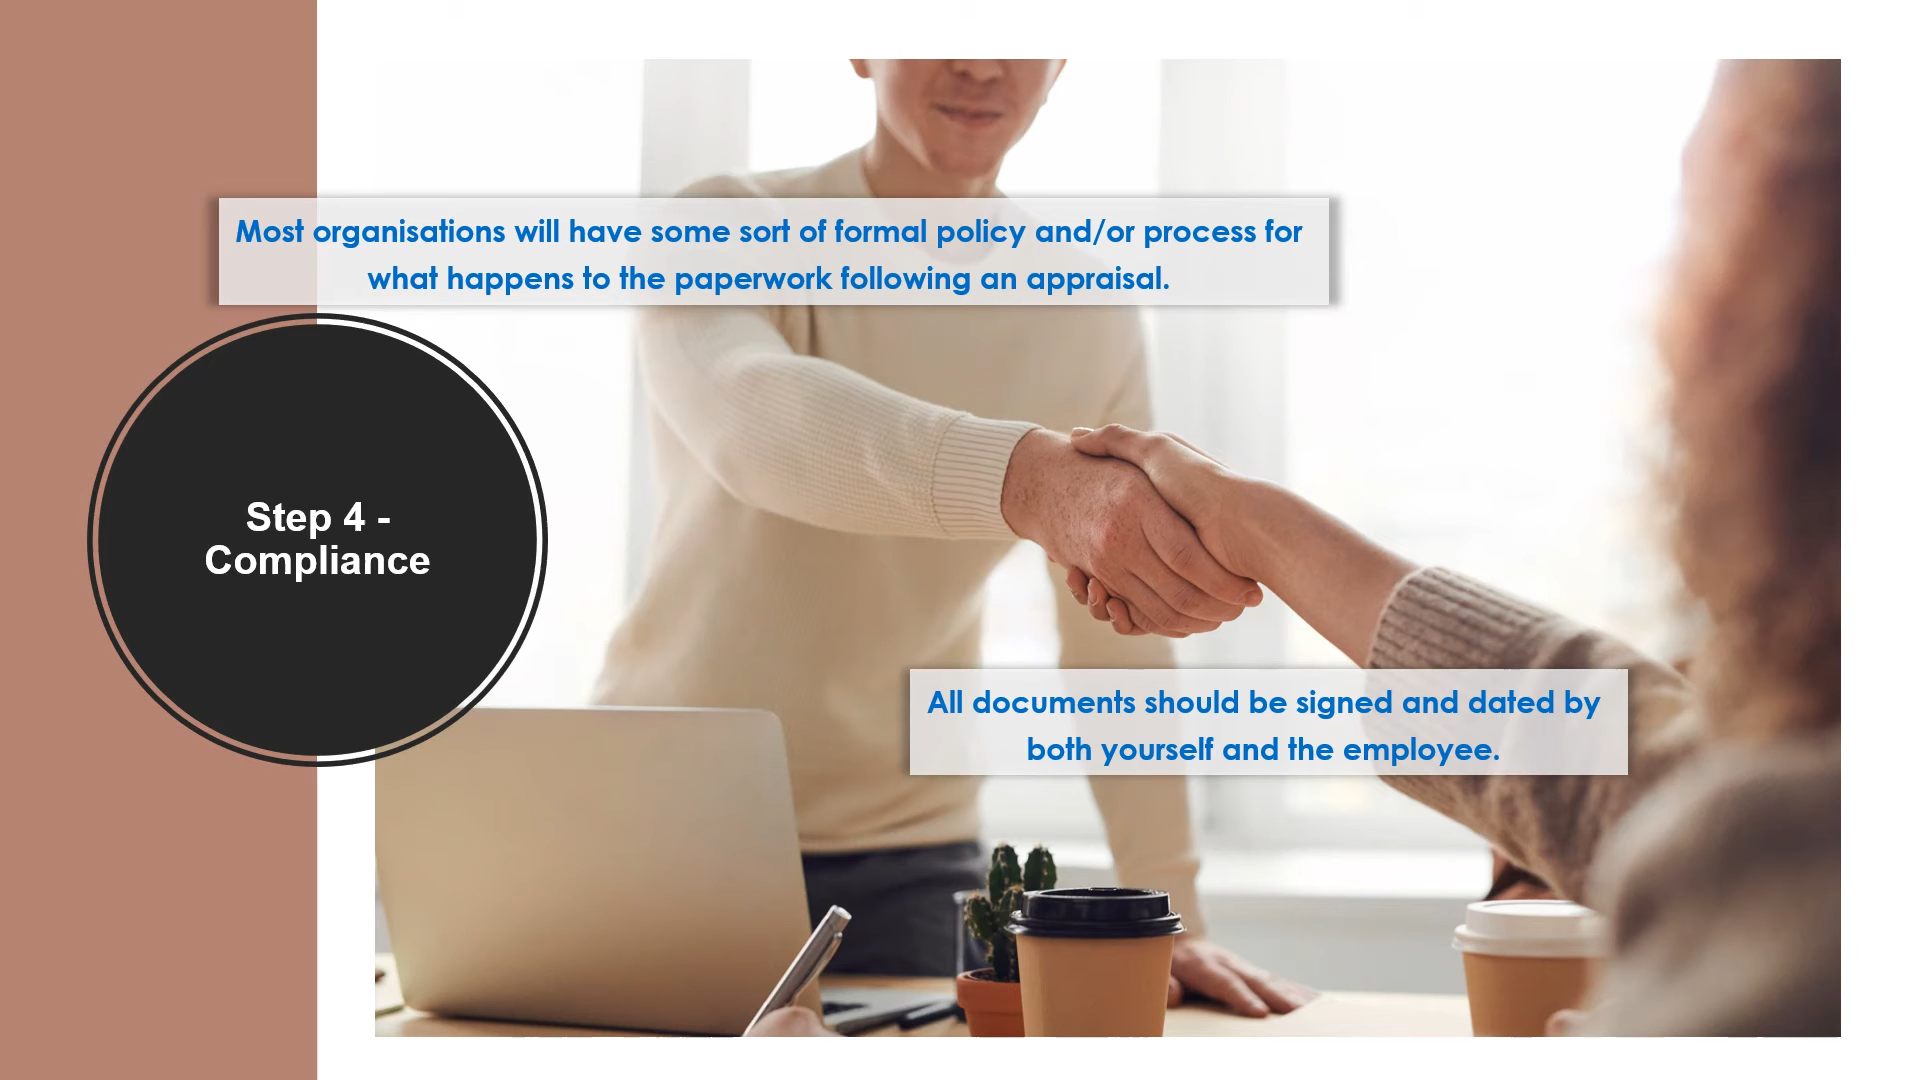 Most organisations will have some sort of formal policy and/or process for
what happens to the paperwork following an appraisal.
Step 4 -
Compliance
All documents should be signed and dated by
both yourself and the employee.